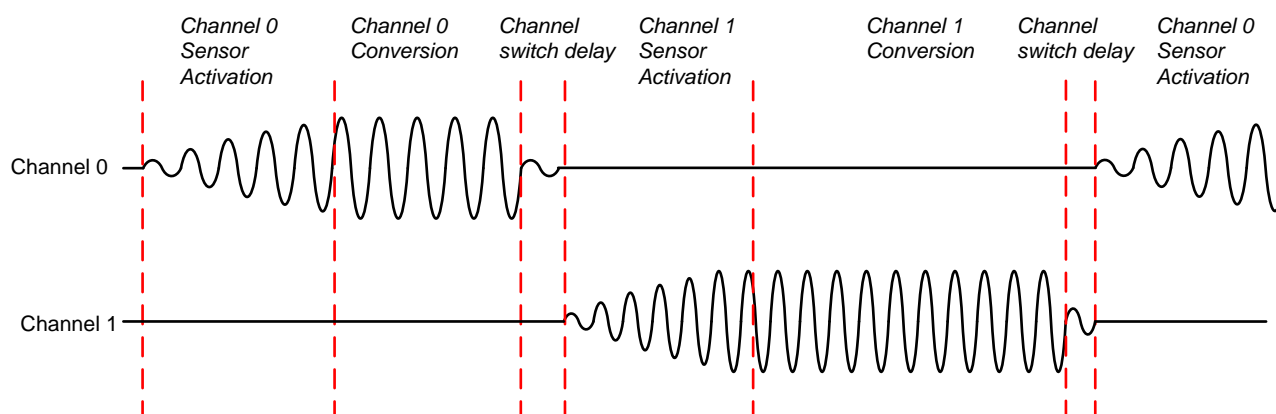 Channel 0
Sensor
Activation
Channel 0
Conversion
Channel
switch delay
Channel 1
Sensor
Activation
Channel 1
Conversion
Channel
switch delay
Channel 0
Sensor
Activation
Channel 0
Channel 1